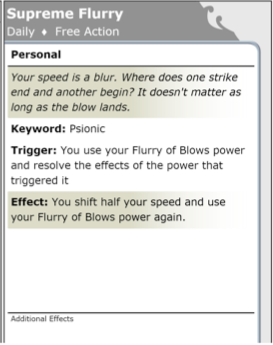 Supreme Flurry
Daily ♦ Free Action
Personal
Your speed is a blur. Where does one strike
end and another begin? It doesn't matter as
long as the blow lands.
Keyword: Psionic
Trigger: You use your Flurry of Blows power
and resolve the effects of the power that
triggered it
Effect: You shift half your speed and use
your Flurry of Blows power again.
Additional Effects